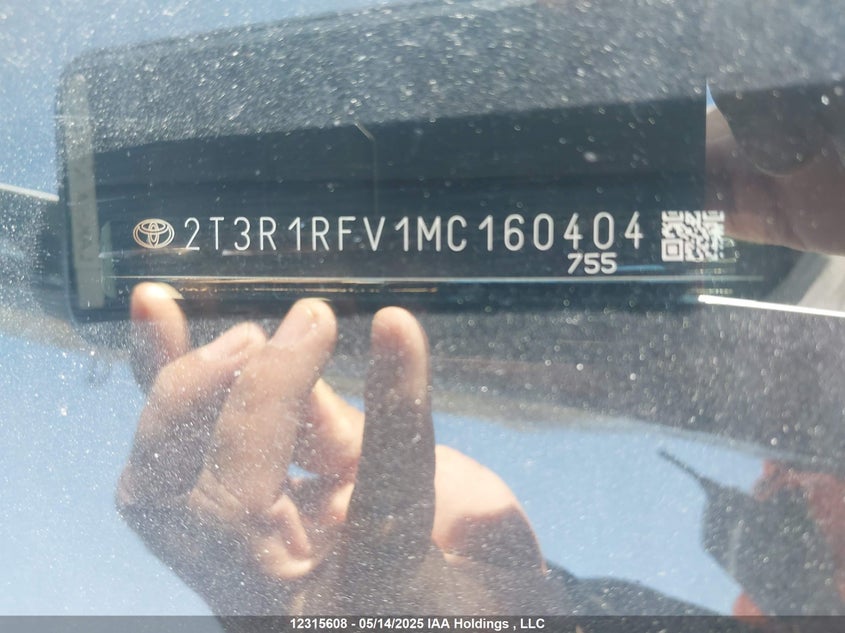 2T3R1RFV1MC160404
755
12315608 - 05/14/2025 IAA Holdings , LLC